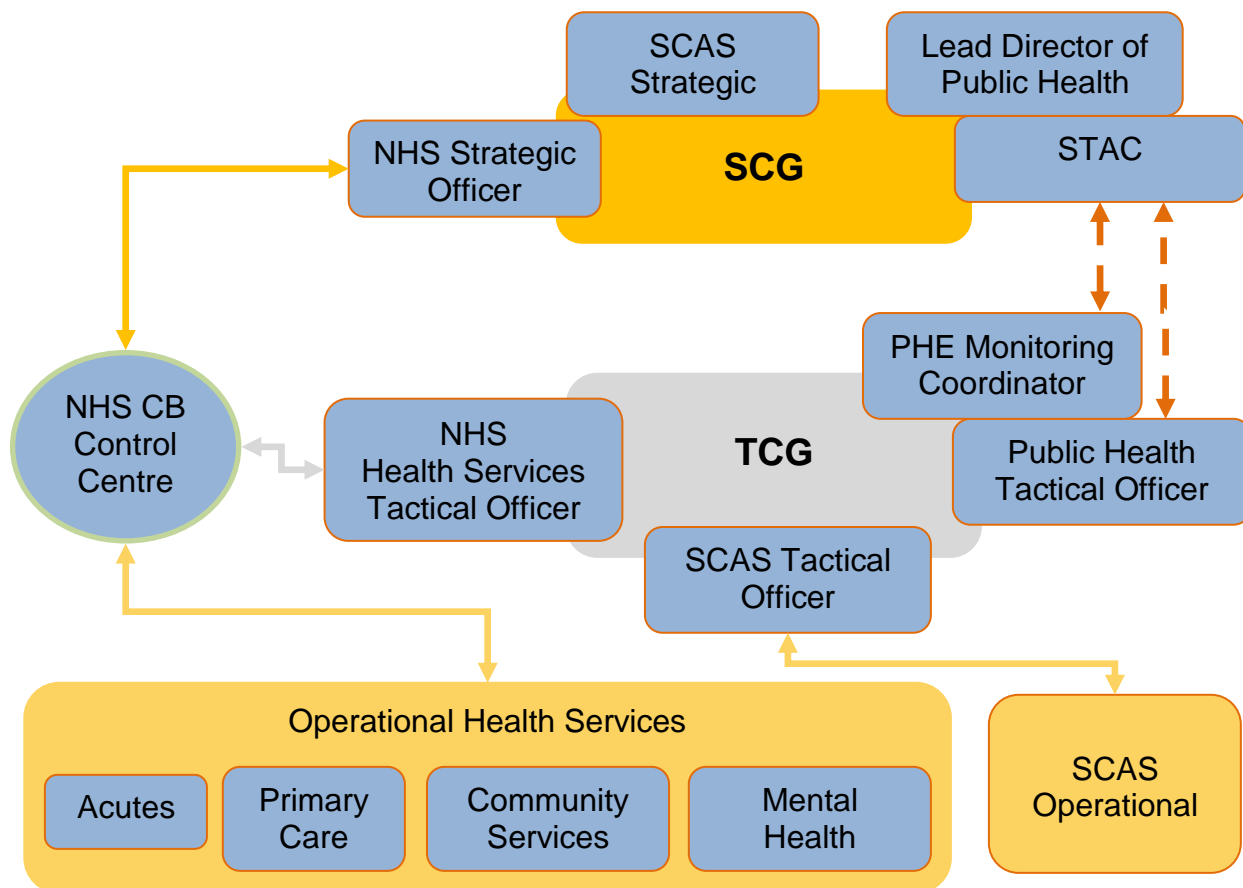 SCAS
Strategic
Lead Director of
Public Health
NHS Strategic
Officer
SCG
STAC
PHE Monitoring
Coordinator
NHS CB
Control
Centre
NHS
Health Services
Tactical Officer
TCG
Public Health
Tactical Officer
SCAS Tactical
Officer
Operational Health Services
Acutes
Primary
Care
Community
Services
Mental
Health
SCAS
Operational